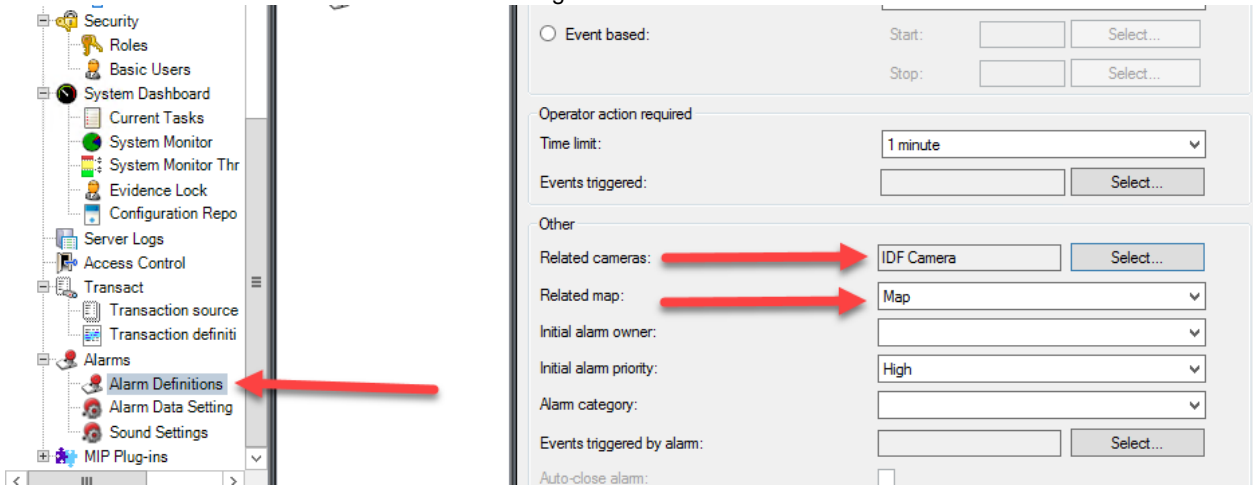 Security
Roles
Basic Users
System Dashboard
Current Tasks
System Monitor
System Monitor Thr
Evidence Lock
Configuration Repo
Server Logs
Access Control
Transact
Transaction source
Transaction definiti
Alarms
Alarm Definitions
Alarm Data Setting
Sound Settings
MIP Plug-ins
Event based:
Start:
Select...
Stop:
Select...
Operator action required
Time limit:
1 minute
Events triggered:
Select...
Other
Related cameras:
IDF Camera
Select...
Related map:
Map
Initial alarm owner:
Initial alarm priority:
High
Alarm category:
Events triggered by alarm:
Select...
Auto-close alarm: